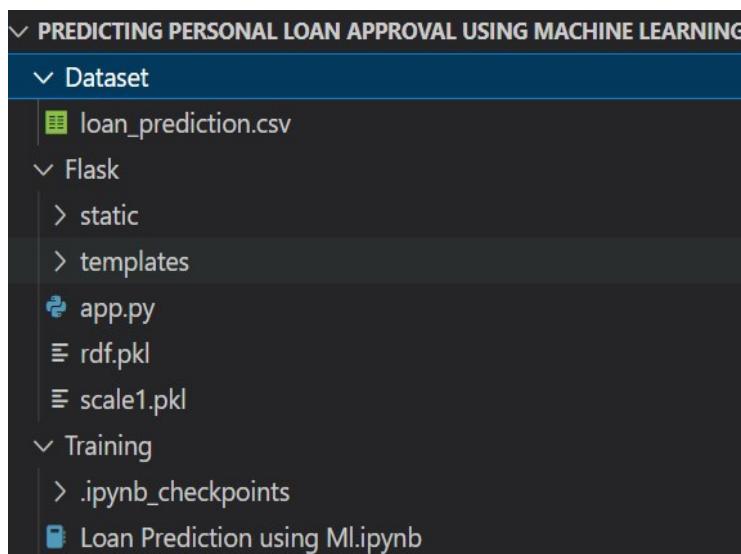 PREDICTING PERSONAL LOAN APPROVAL USING MACHINE LEARNING
Dataset
loan_prediction.csv
Flask
static
templates
app.py
rdf.pkl
scale1.pkl
Training
.ipynb_checkpoints
Loan Prediction using Ml.ipynb